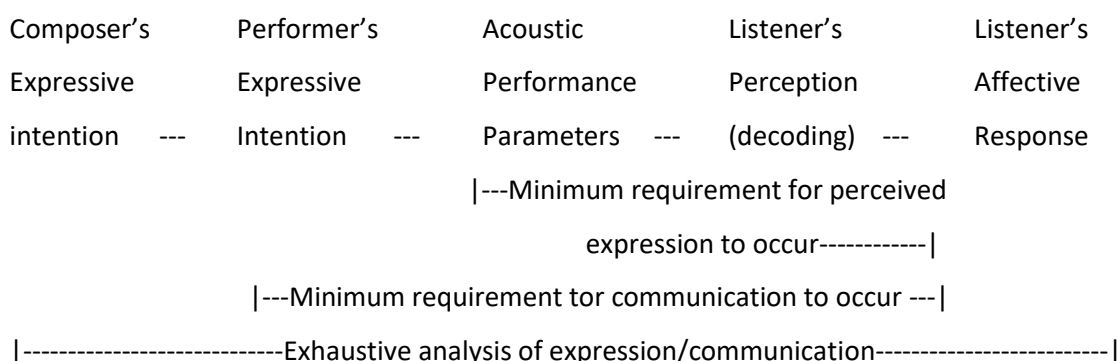 Composer’s Performer’s Acoustic Listener’s Listener’s
Expressive Expressive Performance Perception Affective
intention --- Intention --- Parameters --- (decoding) --- Response
|---Minimum requirement for perceived
expression to occur------------|
|---Minimum requirement tor communication to occur ---|
|-----------------------------Exhaustive analysis of expression/communication--------------------------|